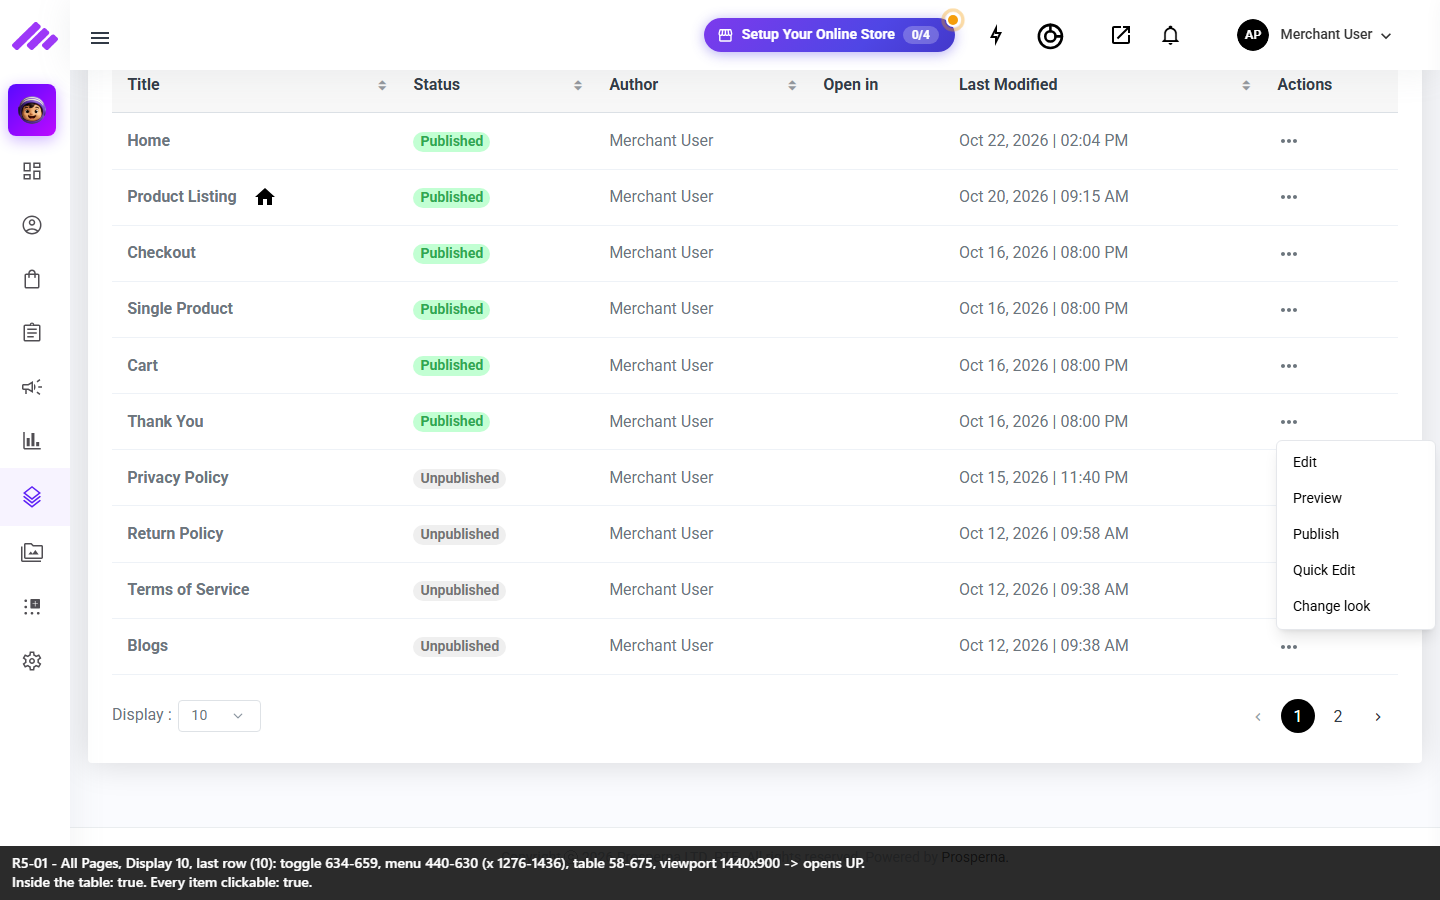 Setup Your Online Store 0/4
AP Merchant User
Title Status Author Open in Last Modified Actions
Home Published Merchant User Oct 22, 2026 | 02:04 PM
Product Listing Published Merchant User Oct 20, 2026 | 09:15 AM
Checkout Published Merchant User Oct 16, 2026 | 08:00 PM
Single Product Published Merchant User Oct 16, 2026 | 08:00 PM
Cart Published Merchant User Oct 16, 2026 | 08:00 PM
Thank You Published Merchant User Oct 16, 2026 | 08:00 PM
Privacy Policy Unpublished Merchant User Oct 15, 2026 | 11:40 PM
Return Policy Unpublished Merchant User Oct 12, 2026 | 09:58 AM
Terms of Service Unpublished Merchant User Oct 12, 2026 | 09:38 AM
Blogs Unpublished Merchant User Oct 12, 2026 | 09:38 AM
Edit
Preview
Publish
Quick Edit
Change look
Display : 10
1 2
Powered by Prosperna.
R5-01 - All Pages, Display 10, last row (10): toggle 634-659, menu 440-630 (x 1276-1436), table 58-675, viewport 1440x900 -> opens UP.
Inside the table: true. Every item clickable: true.